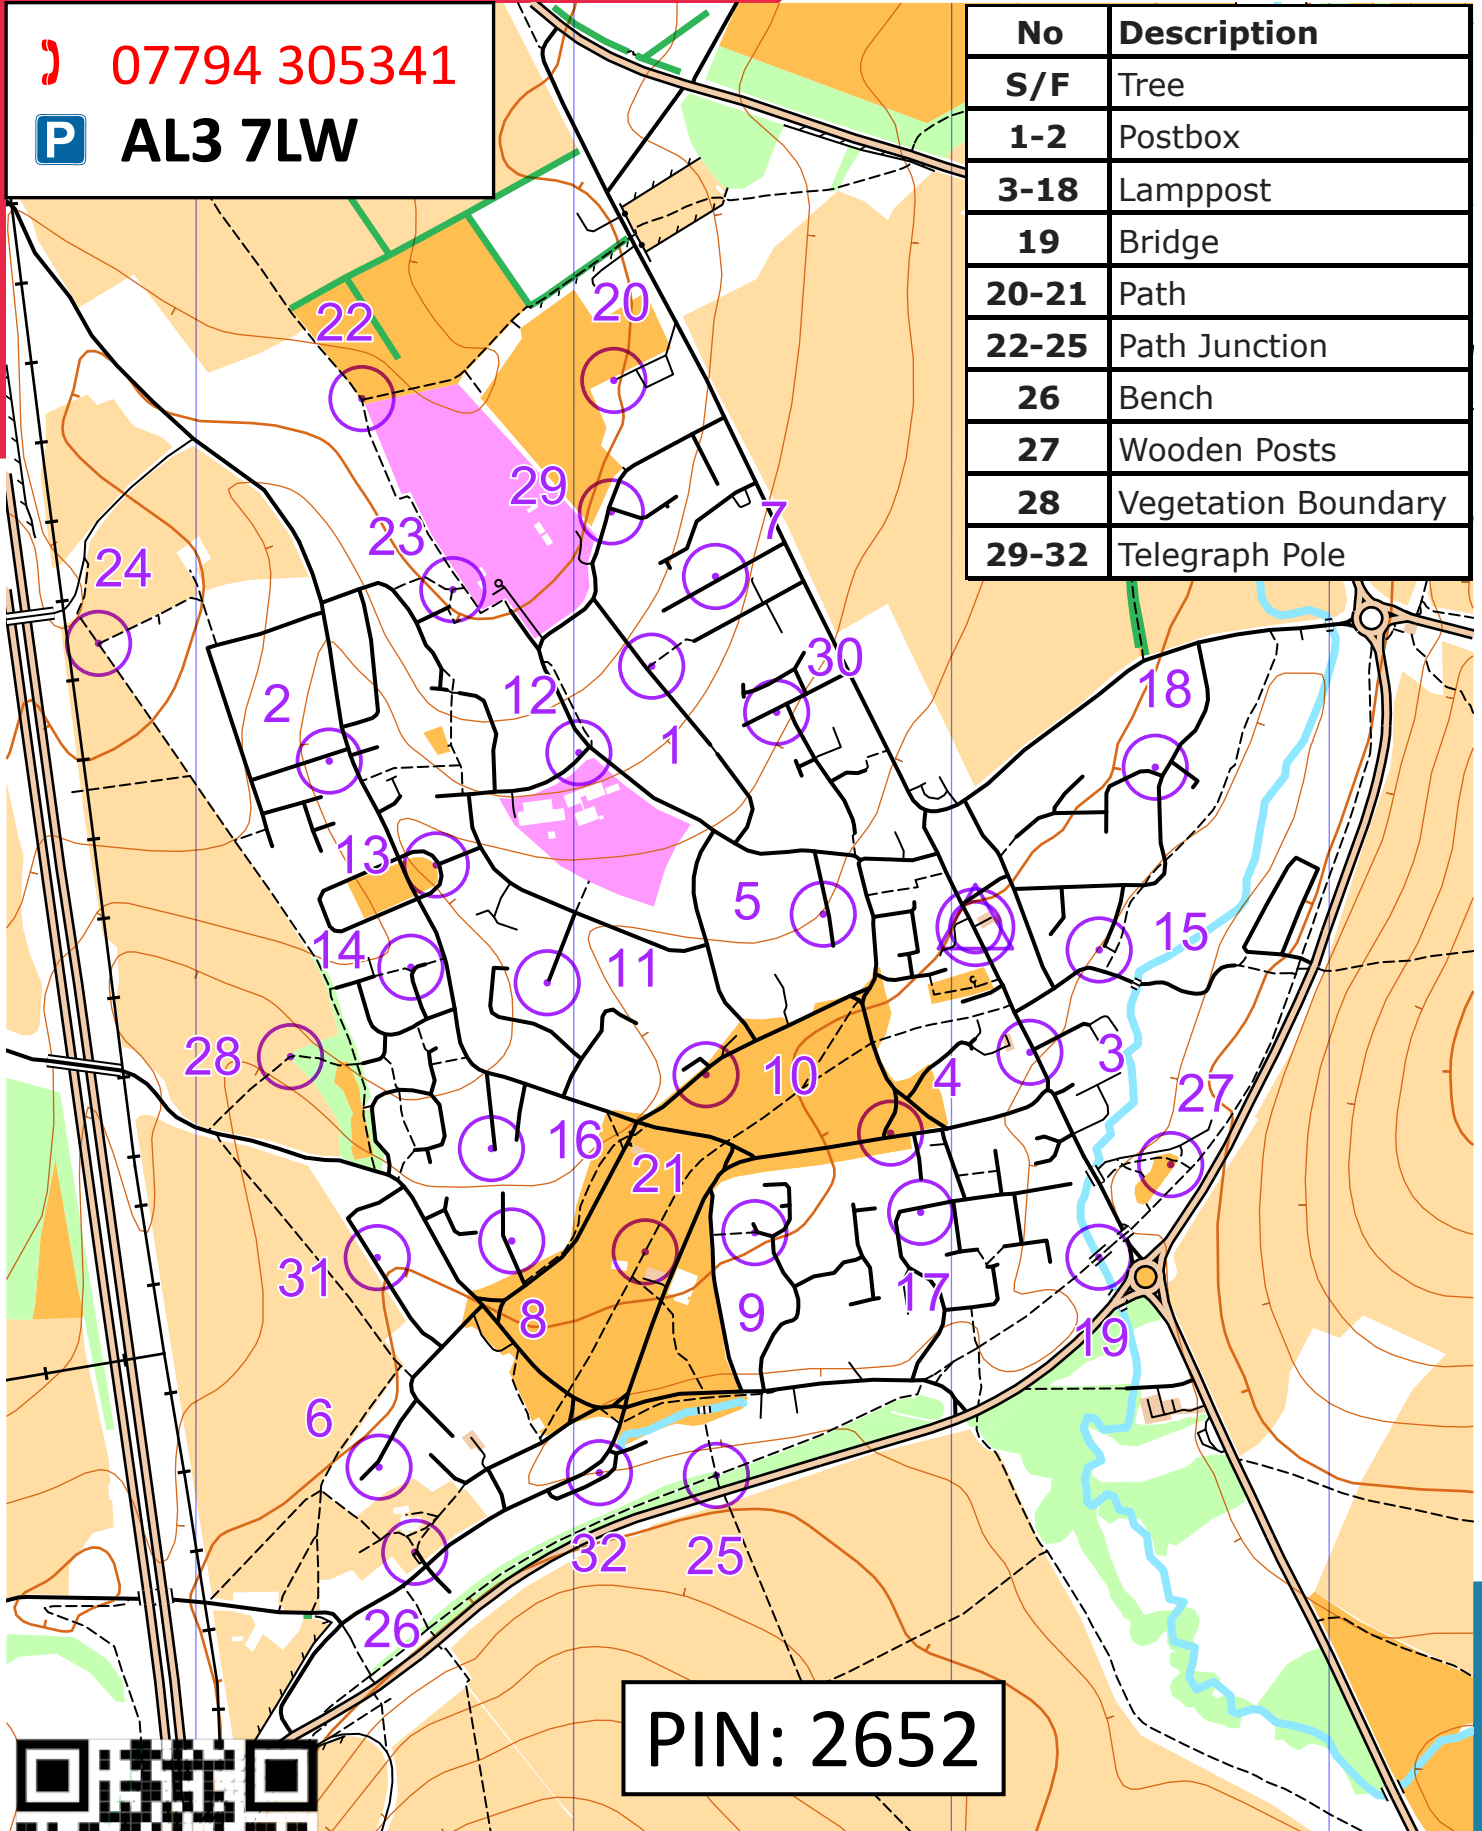 07794 305341
P AL3 7LW
No Description
S/F Tree
1-2 Postbox
3-18 Lamppost
19 Bridge
20-21 Path
22-25 Path Junction
26 Bench
27 Wooden Posts
28 Vegetation Boundary
29-32 Telegraph Pole
20
22
29
7
23
24
30
18
12
2
1
13
5
15
14
11
28
3
10
4
27
16
21
31
17
9
8
19
6
32
25
26
PIN: 2652